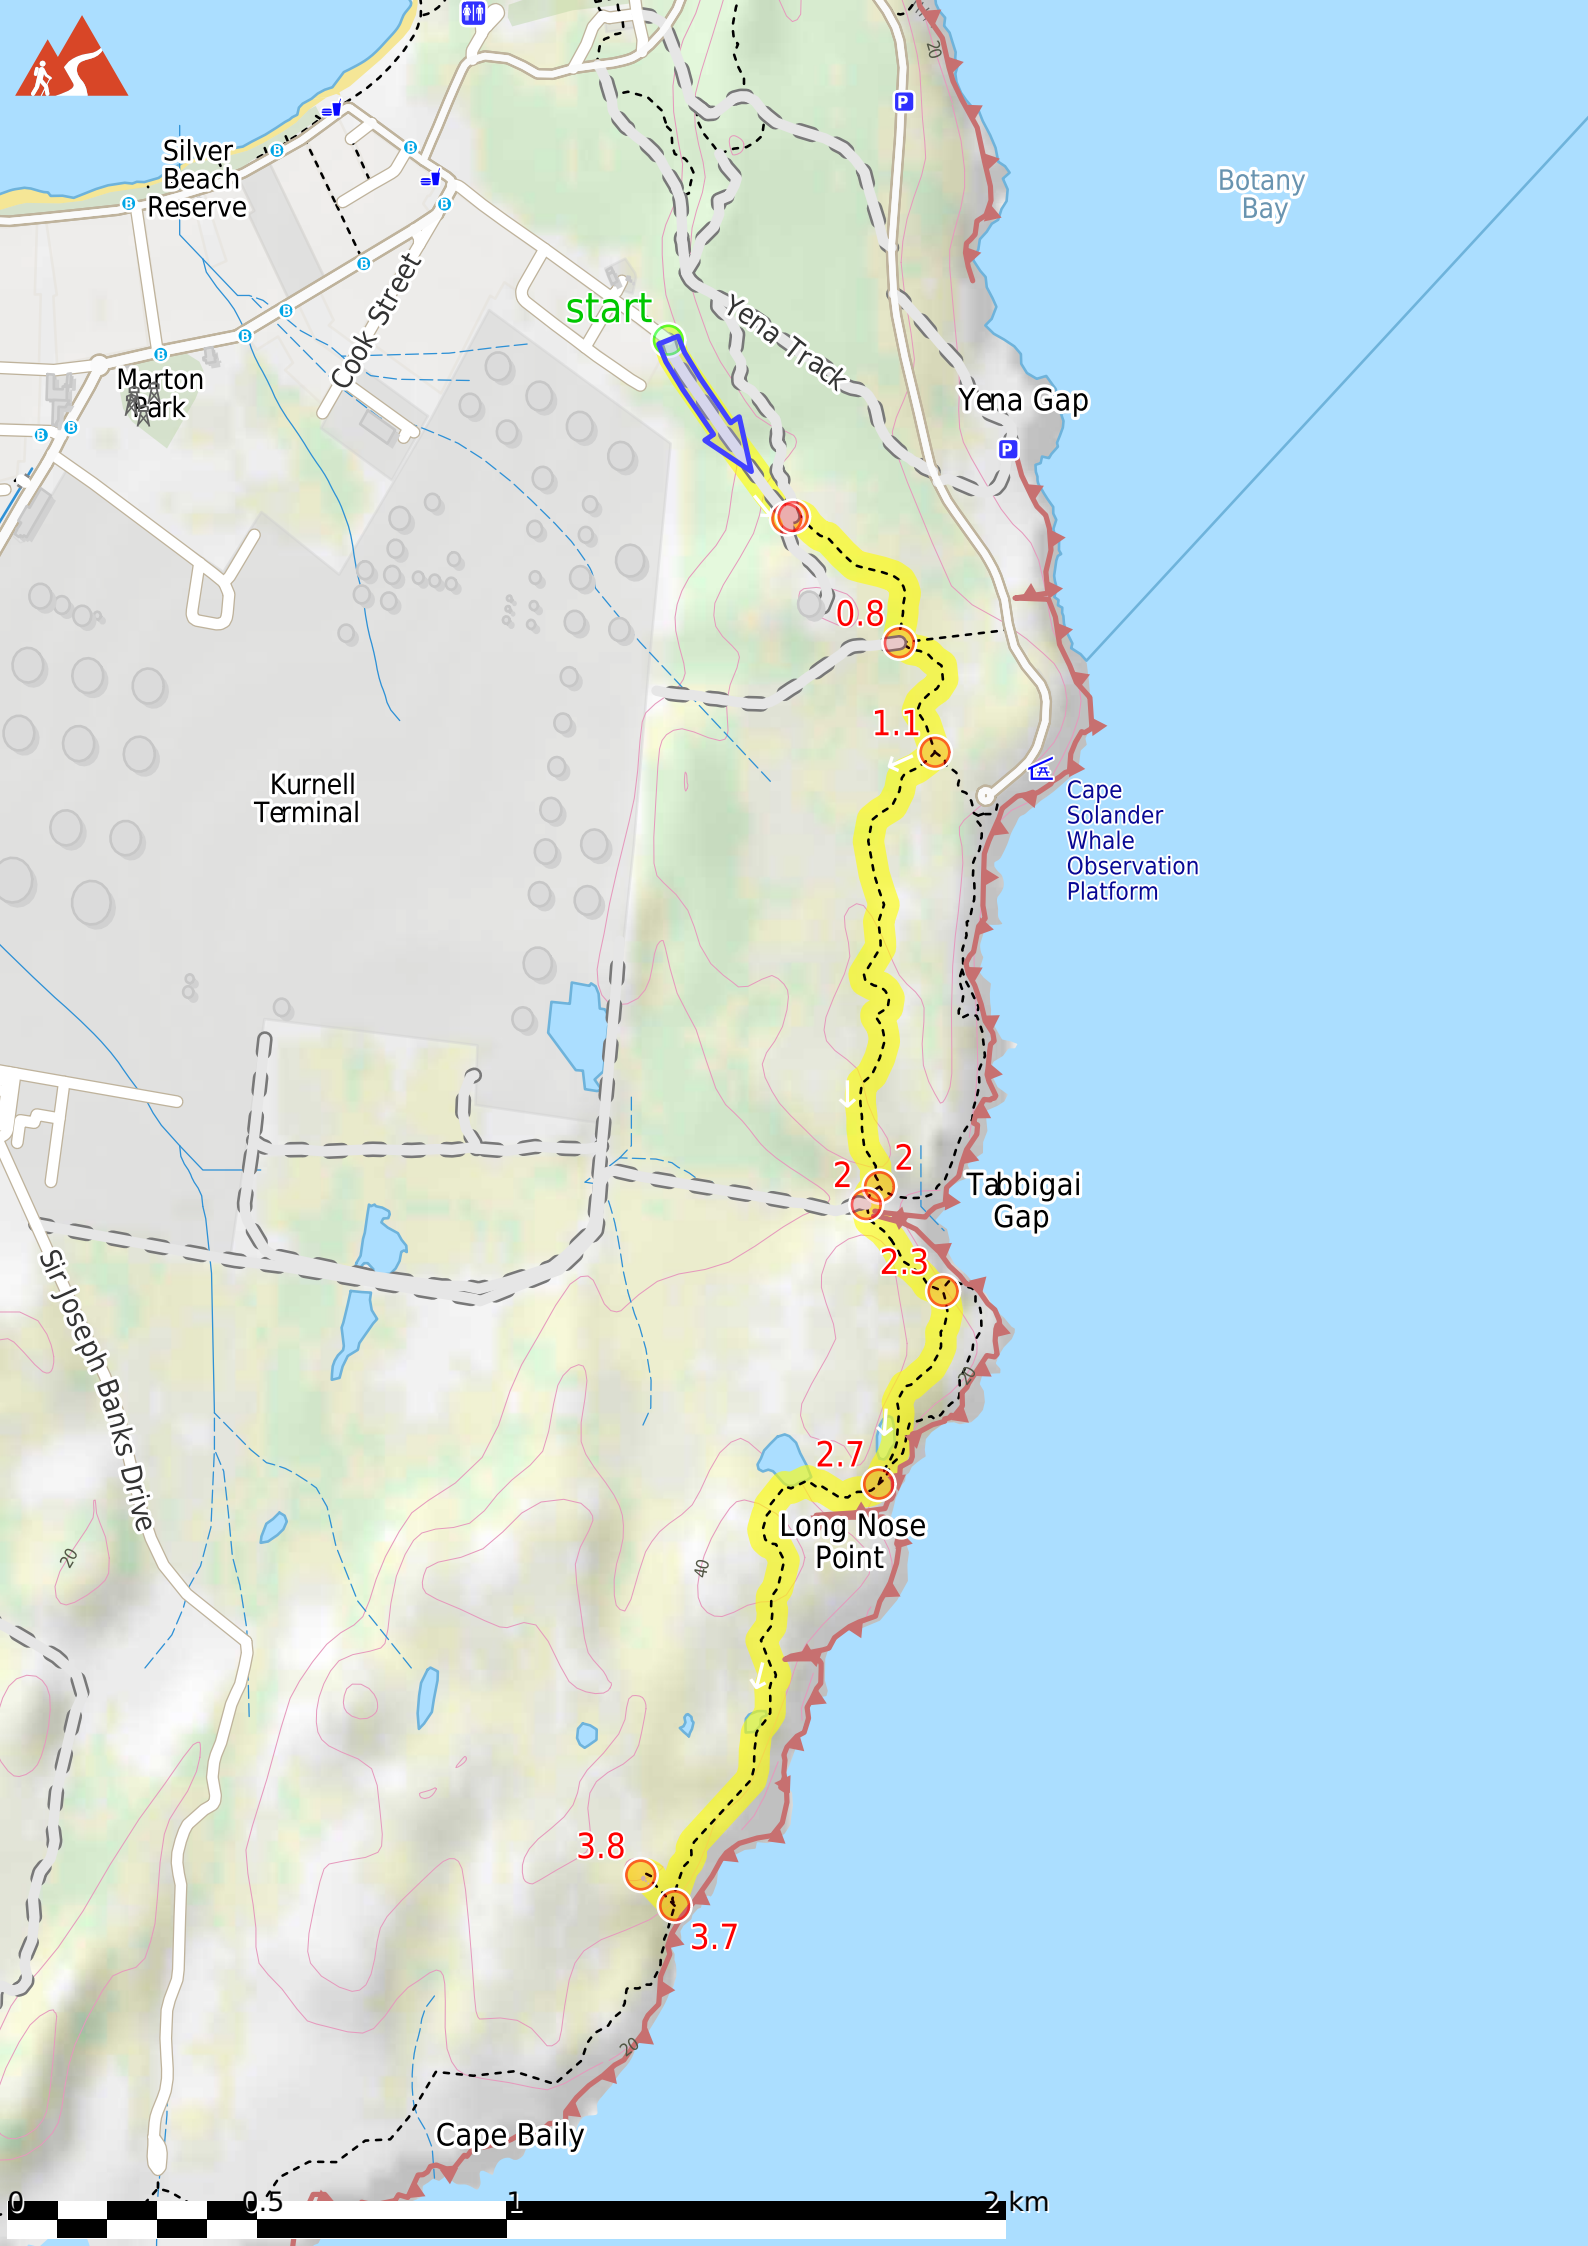 20
P
Silver
Beach
Reserve
B
B
B
B
B
B
B
B
B
B
Botany
Bay
start
Cook Street
Yena Track
Marton
Park
Yena Gap
P
0.8
1.1
Kurnell
Terminal
Cape
Solander
Whale
Observation
Platform
2
2
Tabbigai
Gap
2.3
Sir Joseph Banks Drive
20
2.7
Long Nose
Point
20
40
3.8
3.7
20
Cape Baily
0 0.5 1 2 km